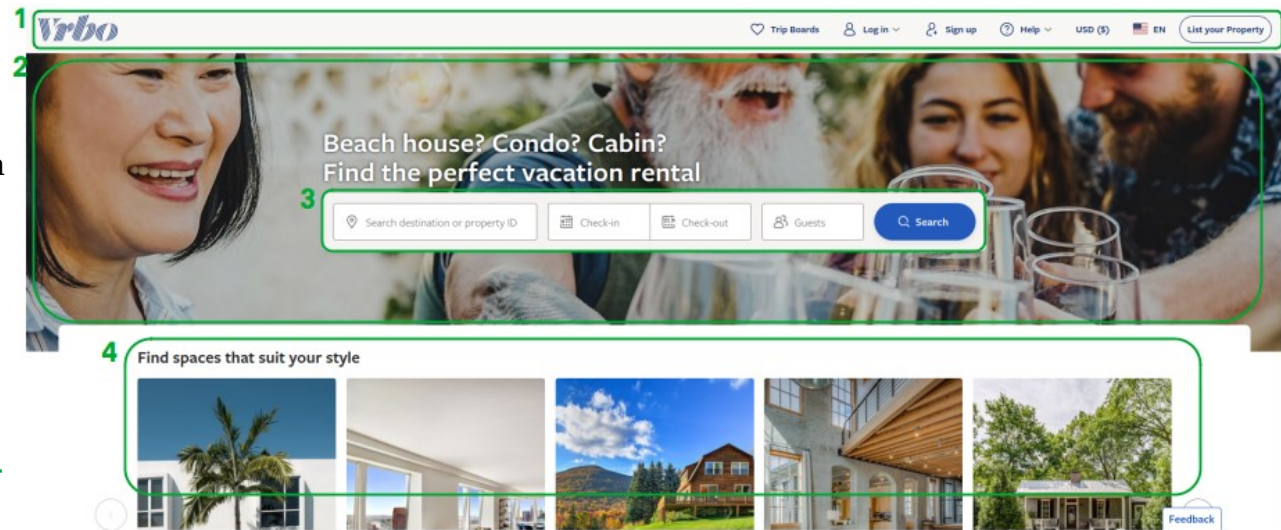 1
Vrbo
Trip Boards
Log in
Sign up
Help
USD ($)
EN
List your Property
2
n
Beach house? Condo? Cabin?
Find the perfect vacation rental
3
Search destination or property ID
Check-in
Check-out
Guests
Search
4
Find spaces that suit your style
Feedback